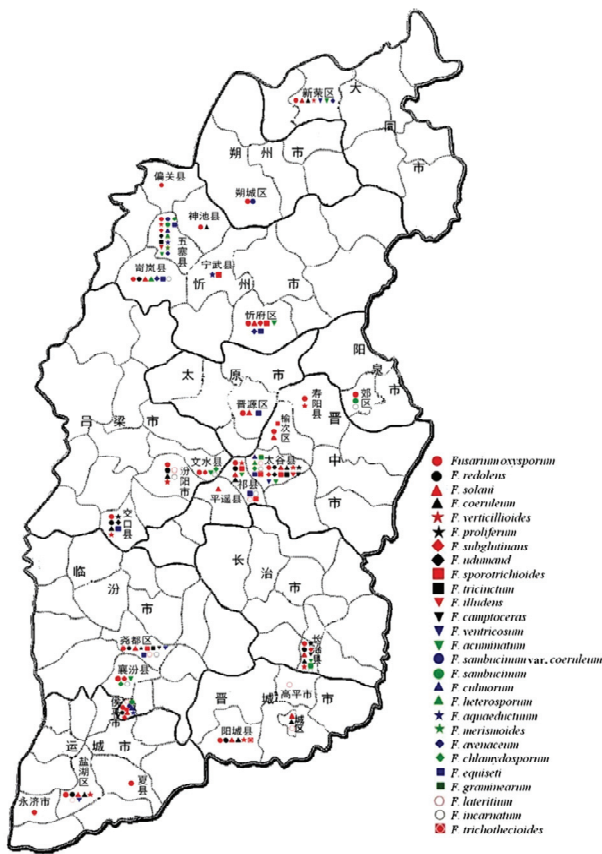 新荣区
大
同
市
朔
州
市
朔城区
偏关县
神池县
五
寨
县
岢岚县
宁武县
忻
州
市
忻府区
阳
泉
市
郊
区
太
原
市
晋源区
寿
阳
县
晋
中
市
榆
次
区
吕
梁
市
汾
阳
市
文水县
太谷县
祁县
平遥县
交
口
县
长
治
市
长
治
县
临
汾
市
尧都区
襄汾县
侯
马
市
晋
城
市
高平市
城
区
阳城县
运
城
市
盐
湖
区
夏
县
永济市
Fusarium oxysporum
F. redolens
F. solani
F. coeruleum
F. verticillioides
F. proliferum
F. subglutinans
F. udumand
F. sporotrichioides
F. tricinctum
F. illudens
F. camptoceras
F. ventricosum
F. acuminatum
F. sambucinum var. coeruleum
F. sambucinum
F. culmorum
F. heterosporum
F. aquaeductuum
F. merismoides
F. avenaceum
F. chlamydosporum
F. equiseti
F. graminearum
F. lateritium
F. incarnatum
F. trichothecioides